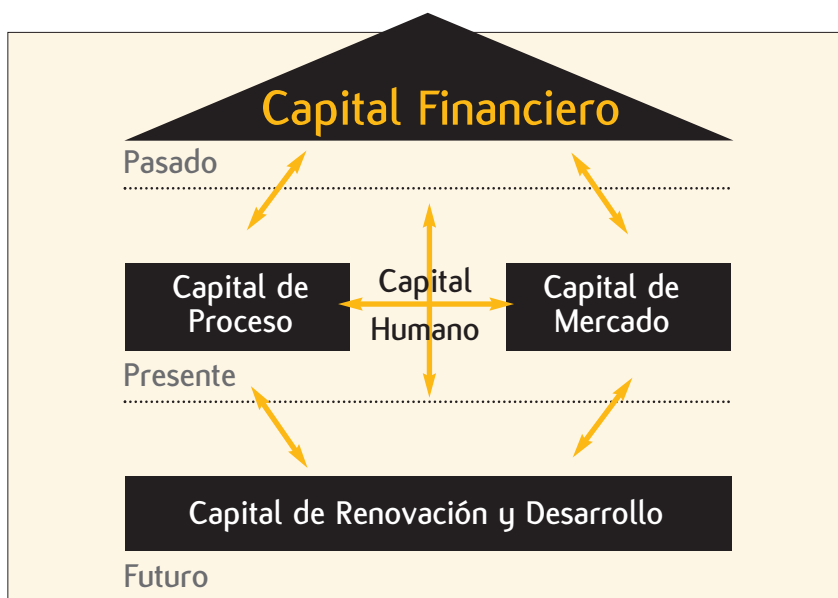 Capital Financiero
Pasado
Capital de
Proceso
Capital
Humano
Capital de
Mercado
Presente
Capital de Renovación y Desarrollo
Futuro